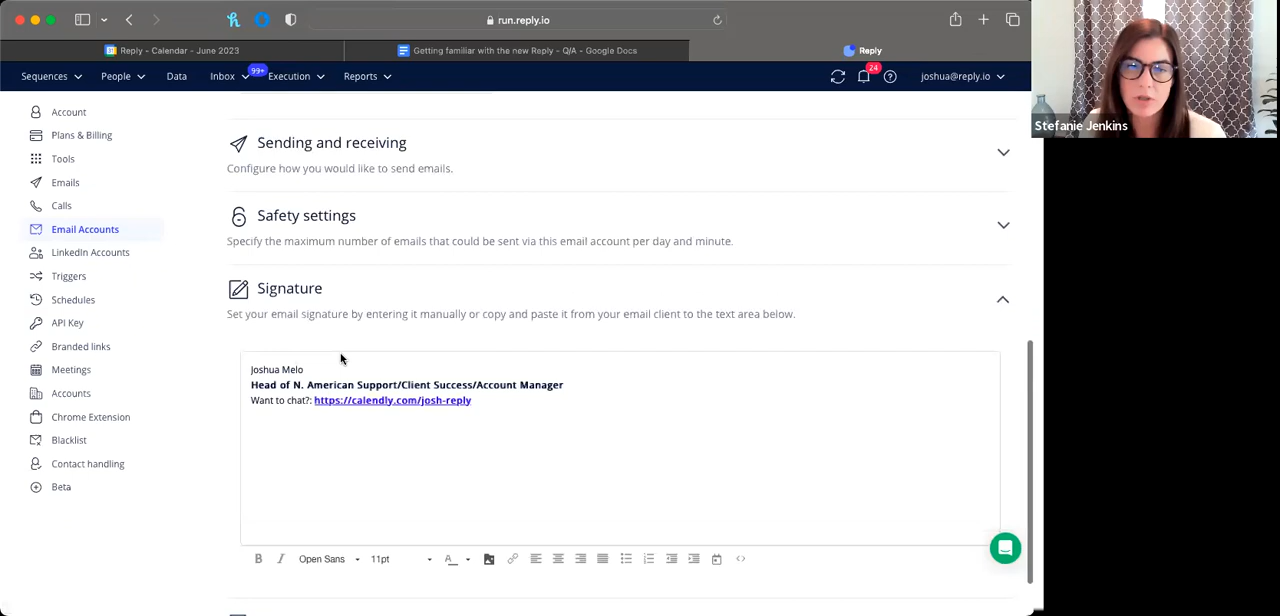 run.reply.io
Reply - Calendar - June 2023
Getting familiar with the new Reply - Q/A - Google Docs
Reply
Sequences
People
Data
Inbox
99+
Execution
Reports
24
joshua@reply.io
Stefanie Jenkins
Account
Plans & Billing
Tools
Emails
Calls
Email Accounts
LinkedIn Accounts
Triggers
Schedules
API Key
Branded links
Meetings
Accounts
Chrome Extension
Blacklist
Contact handling
Beta
Sending and receiving
Configure how you would like to send emails.
Safety settings
Specify the maximum number of emails that could be sent via this email account per day and minute.
Signature
Set your email signature by entering it manually or copy and paste it from your email client to the text area below.
Joshua Melo
Head of N. American Support/Client Success/Account Manager
Want to chat?: https://calendly.com/josh-reply
B I Open Sans 11pt A